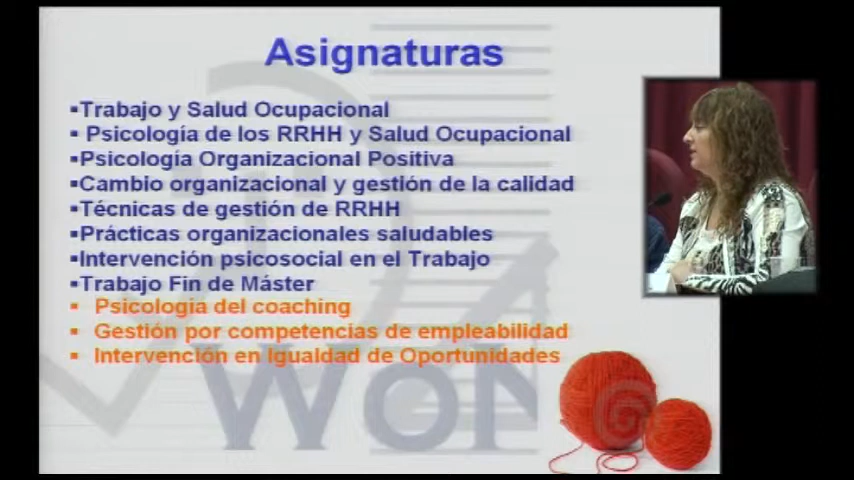 Asignaturas
▪Trabajo y Salud Ocupacional
▪ Psicología de los RRHH y Salud Ocupacional
▪Psicología Organizacional Positiva
▪Cambio organizacional y gestión de la calidad
▪Técnicas de gestión de RRHH
▪Prácticas organizacionales saludables
▪Intervención psicosocial en el Trabajo
▪Trabajo Fin de Máster
▪ Psicología del coaching
▪ Gestión por competencias de empleabilidad
▪ Intervención en Igualdad de Oportunidades
WoN